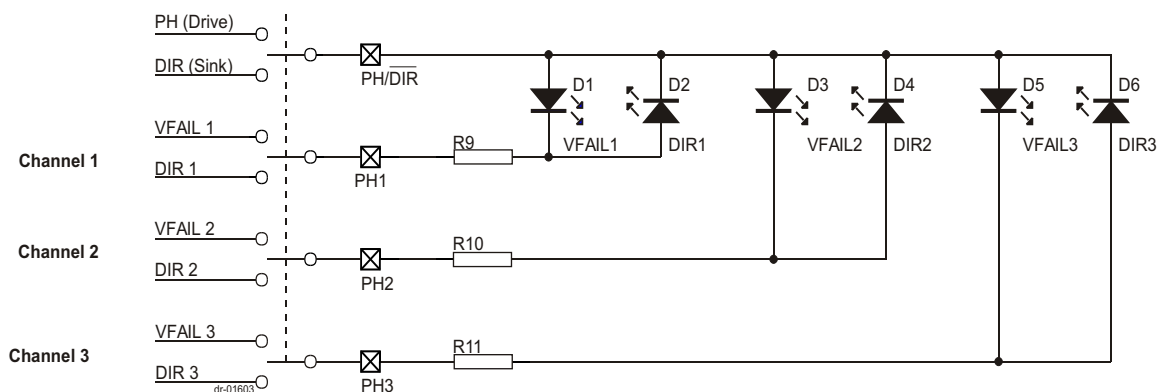 PH (Drive)
DIR (Sink)
PH/DIR
D1
D2
D3
D4
D5
D6
VFAIL1
DIR1
VFAIL2
DIR2
VFAIL3
DIR3
Channel 1
VFAIL 1
DIR 1
PH1
R9
Channel 2
VFAIL 2
DIR 2
PH2
R10
Channel 3
VFAIL 3
DIR 3
PH3
R11
dr-01603